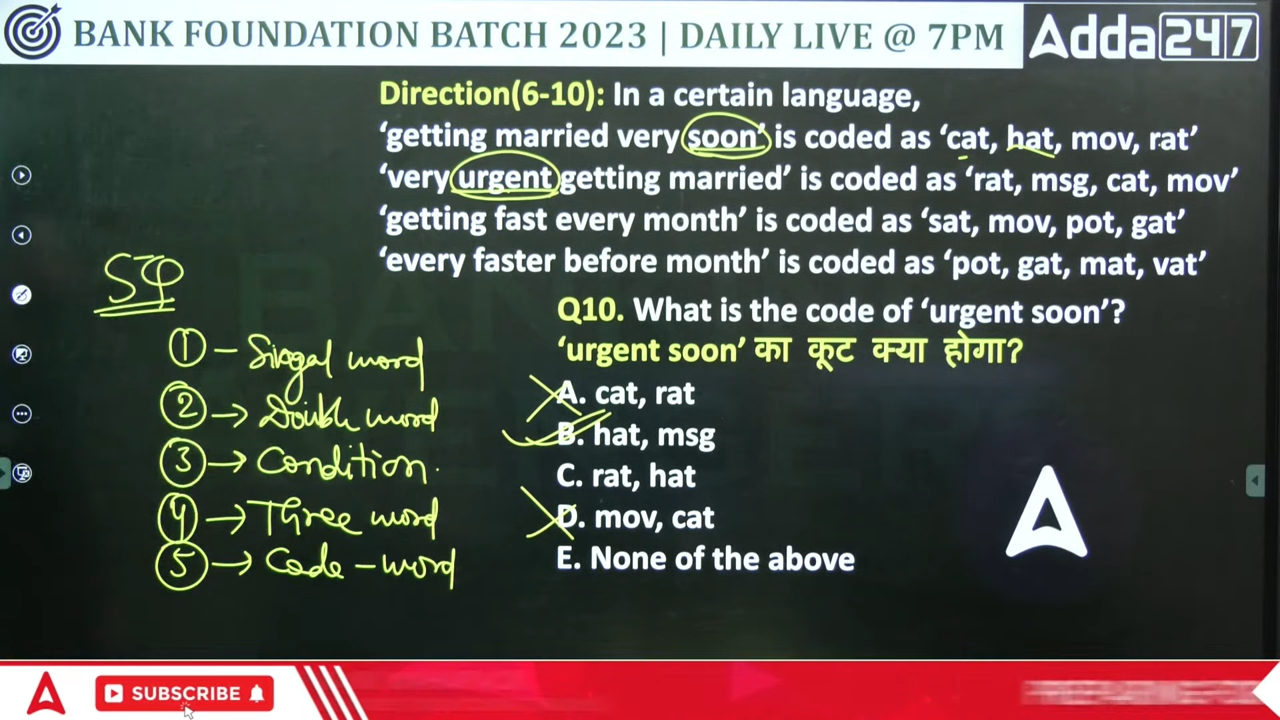 BANK FOUNDATION BATCH 2023 | DAILY LIVE @ 7PM
Adda247
Direction(6-10): In a certain language,
‘getting married very soon’ is coded as ‘cat, hat, mov, rat’
‘very urgent getting married’ is coded as ‘rat, msg, cat, mov’
‘getting fast every month’ is coded as ‘sat, mov, pot, gat’
‘every faster before month’ is coded as ‘pot, gat, mat, vat’
Q10. What is the code of ‘urgent soon’?
‘urgent soon’ का कूट क्या होगा?
A. cat, rat
B. hat, msg
C. rat, hat
D. mov, cat
E. None of the above
① – Singal word
② → Double word
③ → Condition.
④ → Three word
⑤ → Code – word
SUBSCRIBE